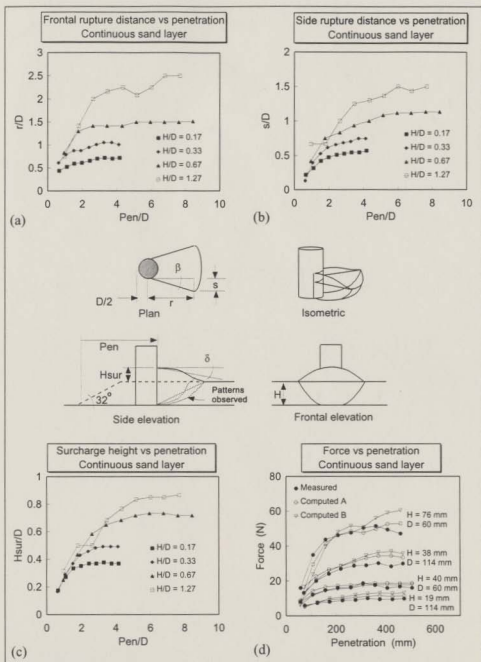 Frontal rupture distance vs penetration
Continuous sand layer
r/D
3
2.5
2
1.5
1
0.5
0
0 2 4 6 8 10
Pen/D
H/D = 0.17
H/D = 0.33
H/D = 0.67
H/D = 1.27
(a)
Side rupture distance vs penetration
Continuous sand layer
s/D
2
1.5
1
0.5
0
0 2 4 6 8 10
Pen/D
H/D = 0.17
H/D = 0.33
H/D = 0.67
H/D = 1.27
(b)
β
s
D/2
r
Plan
Isometric
Pen
δ
Hsur
32°
Patterns
observed
Side elevation
H
Frontal elevation
Surcharge height vs penetration
Continuous sand layer
Hsur/D
1
0.8
0.6
0.4
0.2
0
0 2 4 6 8 10
Pen/D
H/D = 0.17
H/D = 0.33
H/D = 0.67
H/D = 1.27
(c)
Force vs penetration
Continuous sand layer
Force (N)
80
60
40
20
0
0 100 200 300 400 500 600 700
Penetration (mm)
Measured
Computed A
Computed B
H = 76 mm
D = 60 mm
H = 38 mm
D = 114 mm
H = 40 mm
D = 60 mm
H = 19 mm
D = 114 mm
(d)